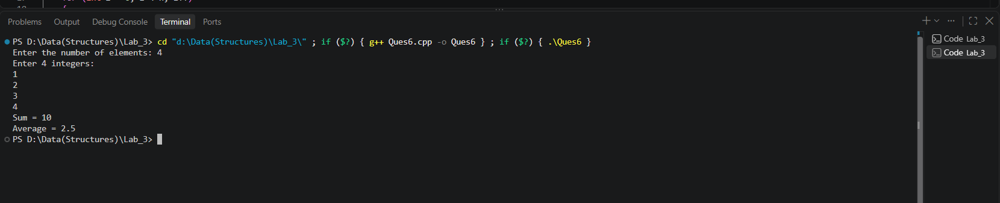 Problems Output Debug Console Terminal Ports
PS D:\Data(Structures)\Lab_3> cd "d:\Data(Structures)\Lab_3\" ; if ($?) { g++ Ques6.cpp -o Ques6 } ; if ($?) { .\Ques6 }
Enter the number of elements: 4
Enter 4 integers:
1
2
3
4
Sum = 10
Average = 2.5
PS D:\Data(Structures)\Lab_3>
Code Lab_3
Code Lab_3